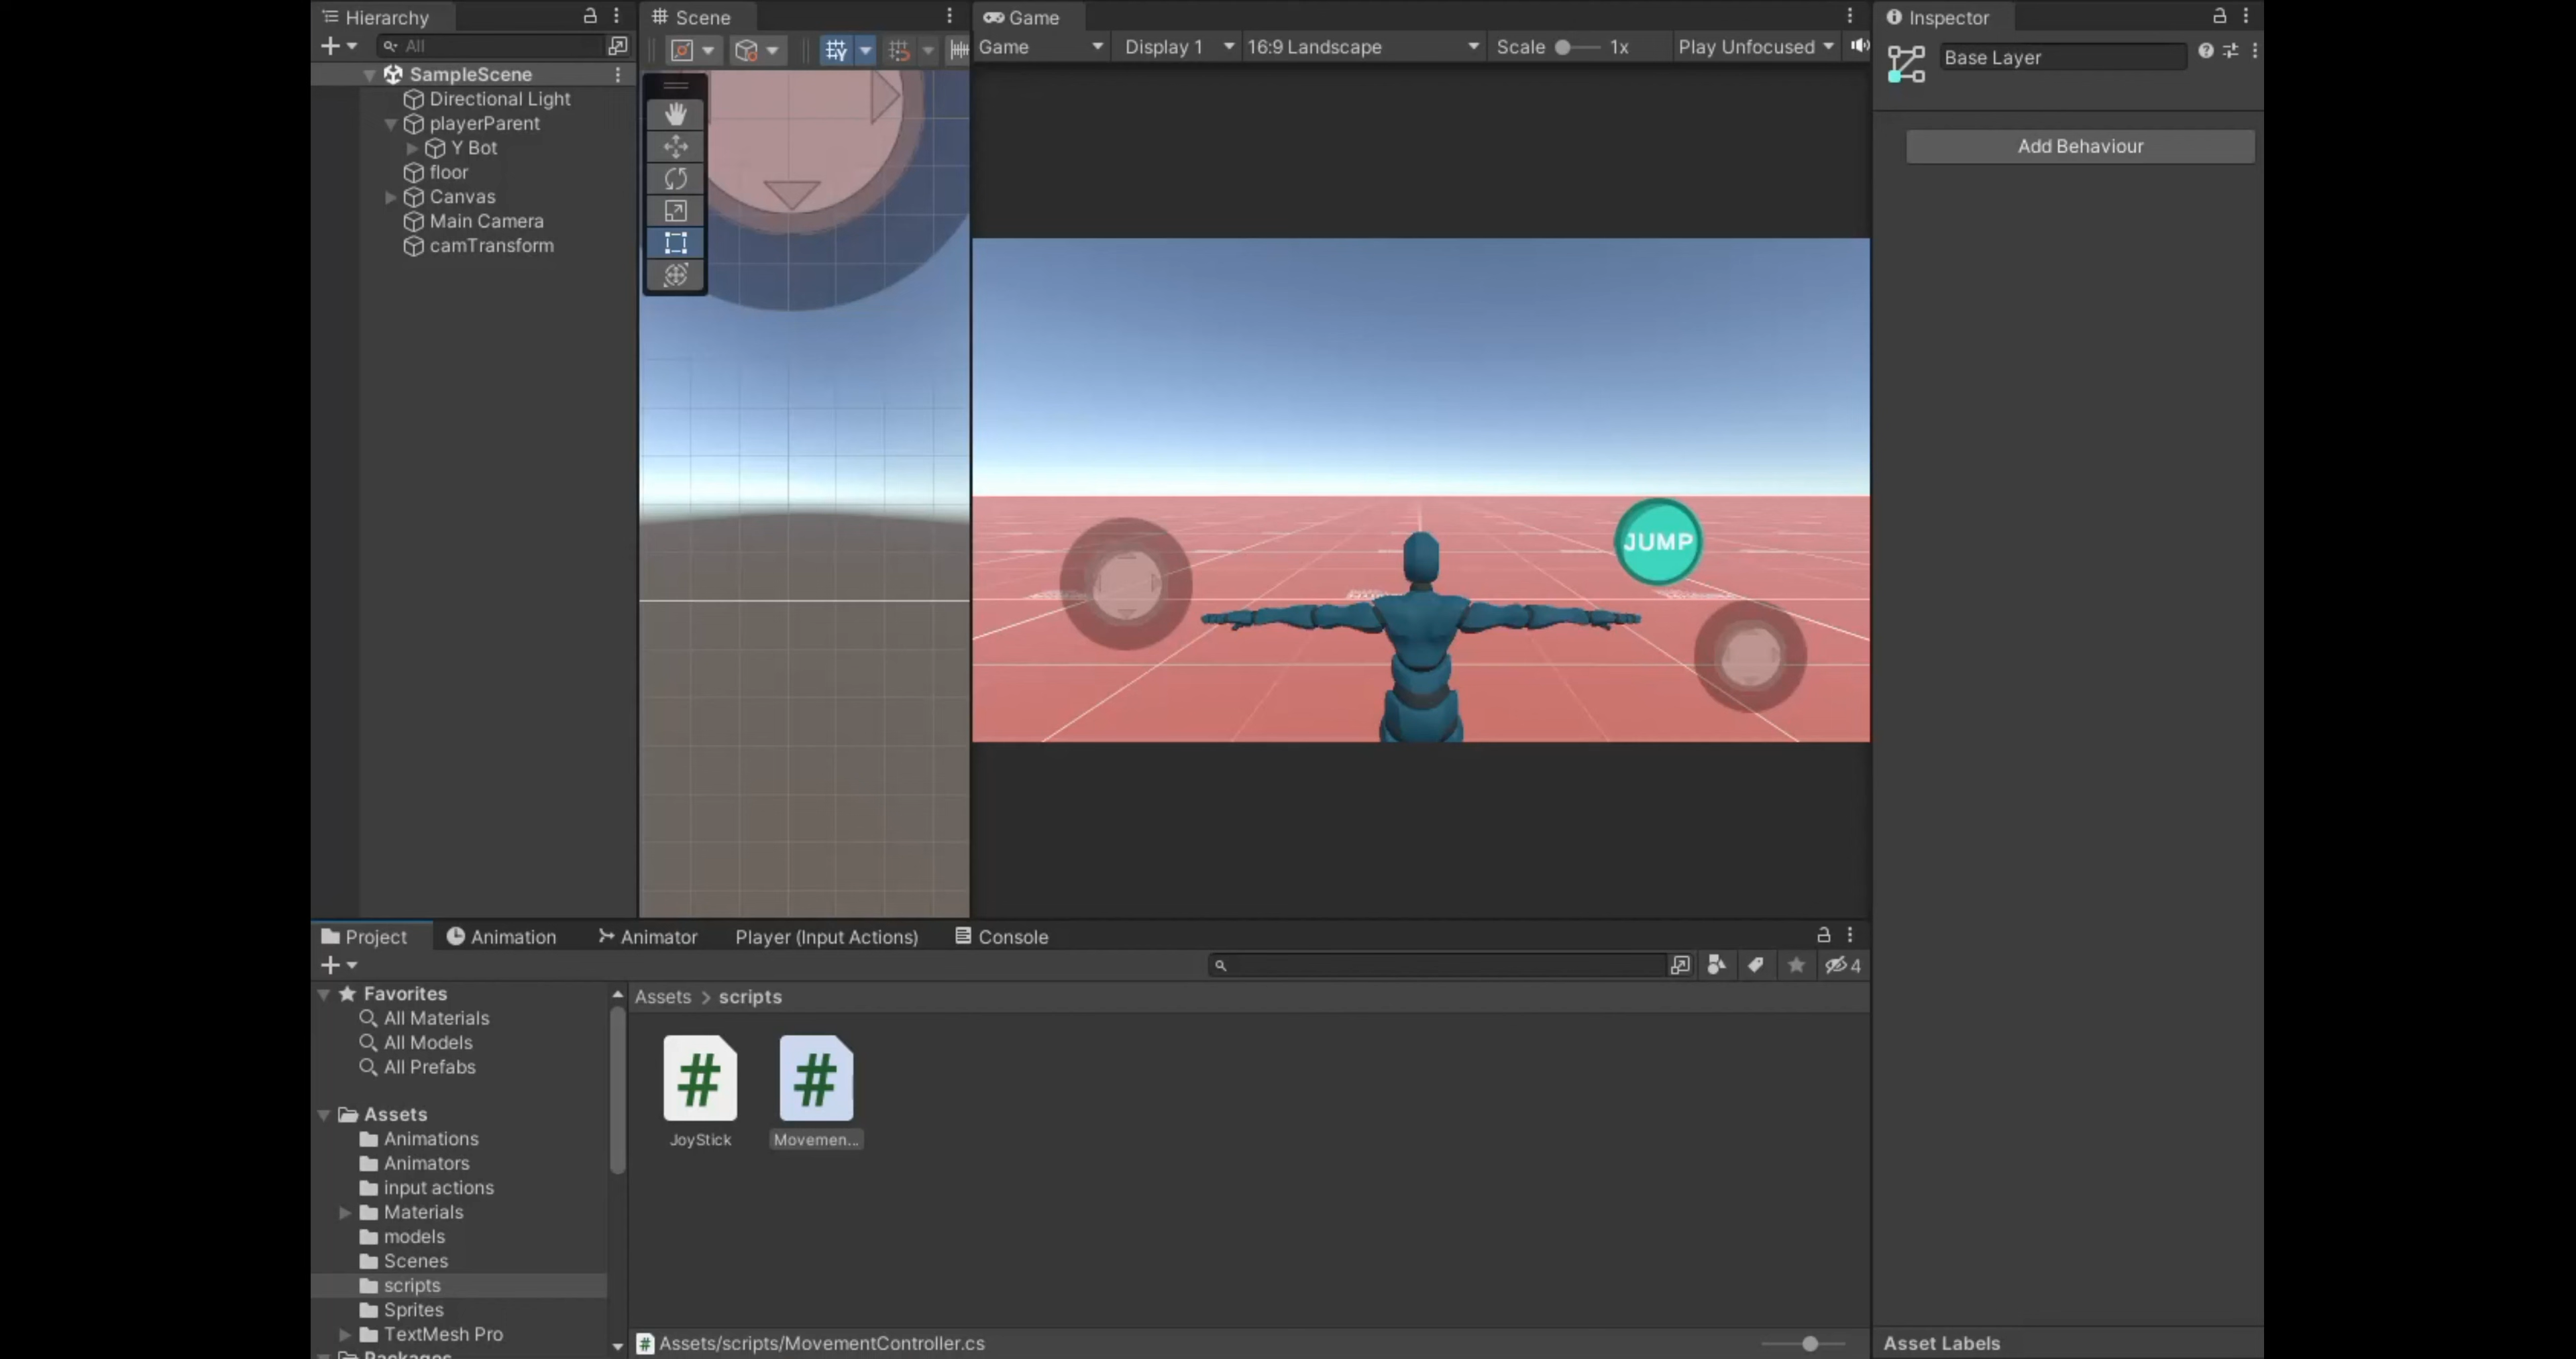 Hierarchy
All
SampleScene
Directional Light
playerParent
Y Bot
floor
Canvas
Main Camera
camTransform
Scene
Game
Game
Display 1
16:9 Landscape
Scale
1x
Play Unfocused
JUMP
Inspector
Base Layer
Add Behaviour
Project
Animation
Animator
Player (Input Actions)
Console
4
Favorites
All Materials
All Models
All Prefabs
Assets
Animations
Animators
input actions
Materials
models
Scenes
scripts
Sprites
TextMesh Pro
Packages
Assets > scripts
JoyStick
Movemen...
Assets/scripts/MovementController.cs
Asset Labels